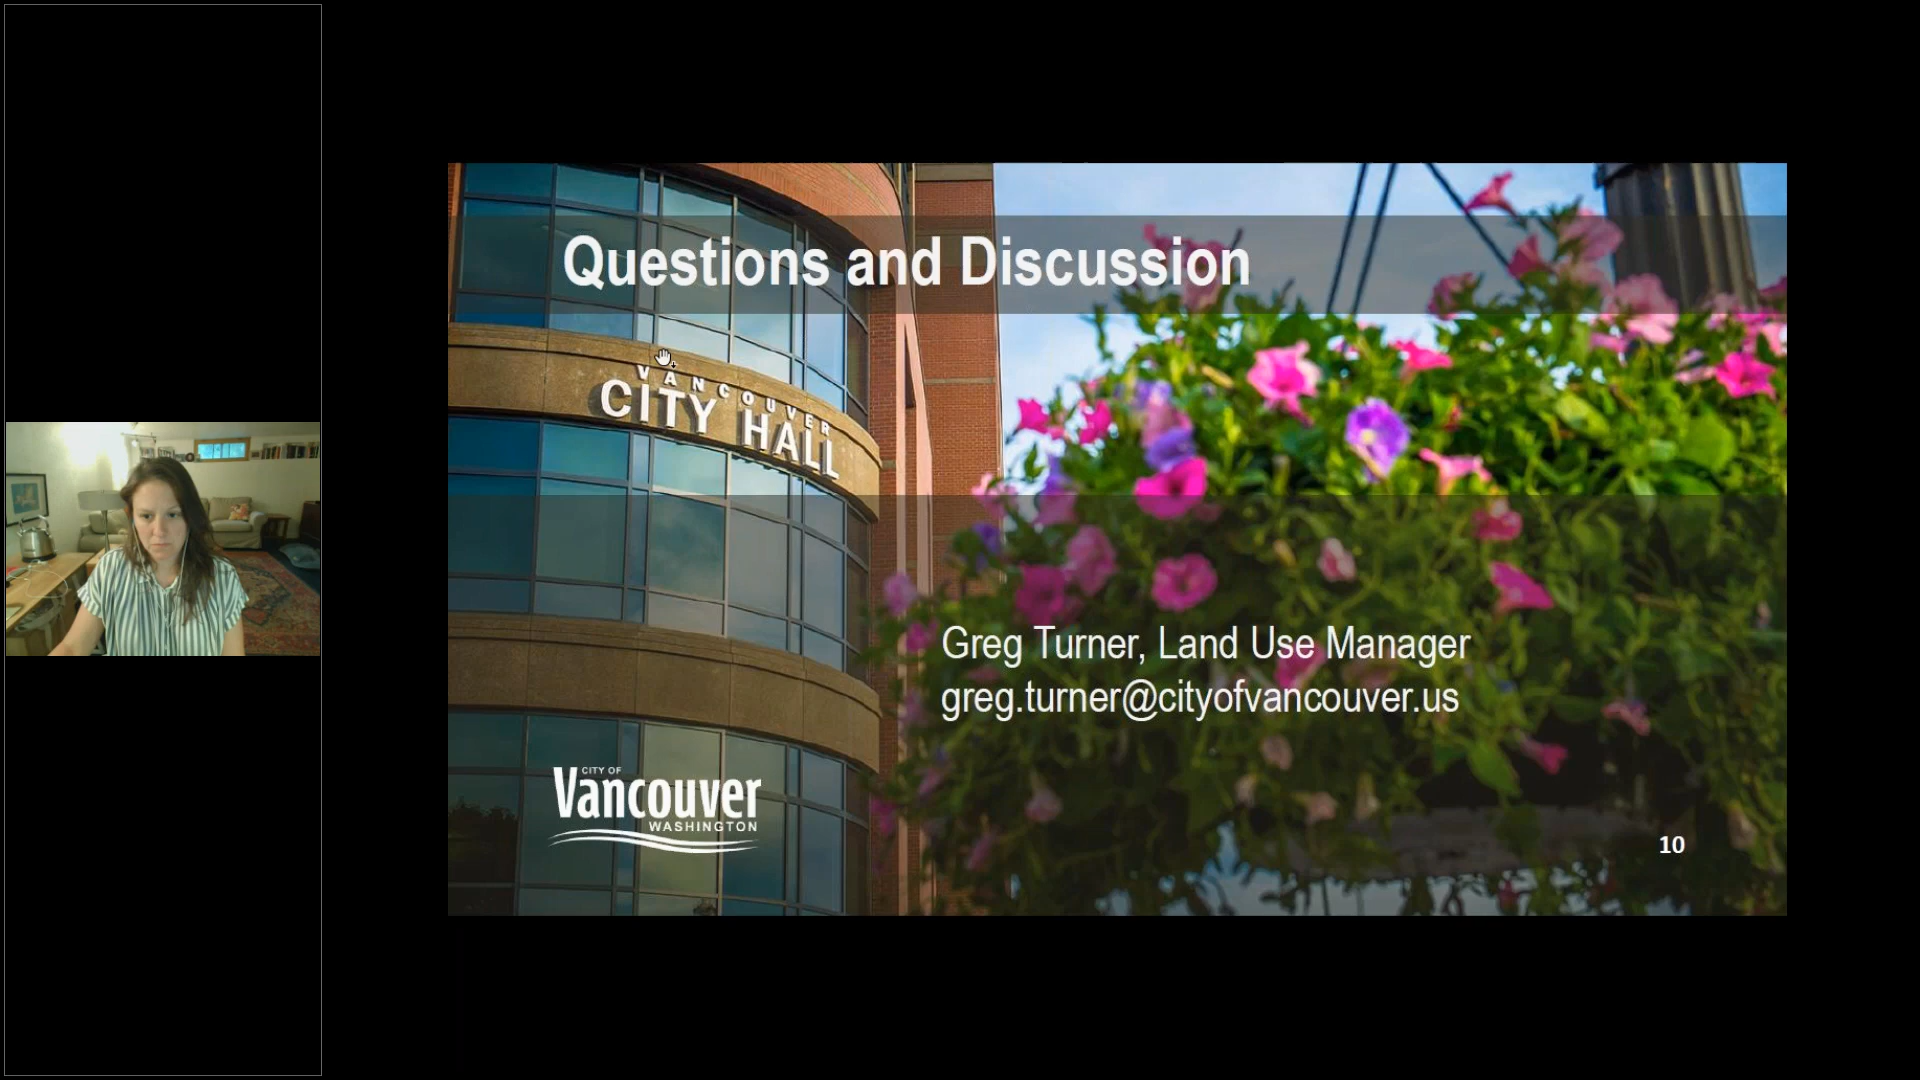 Questions and Discussion
VANCOUVER
CITY HALL
Greg Turner, Land Use Manager
greg.turner@cityofvancouver.us
CITY OF
Vancouver
WASHINGTON
10